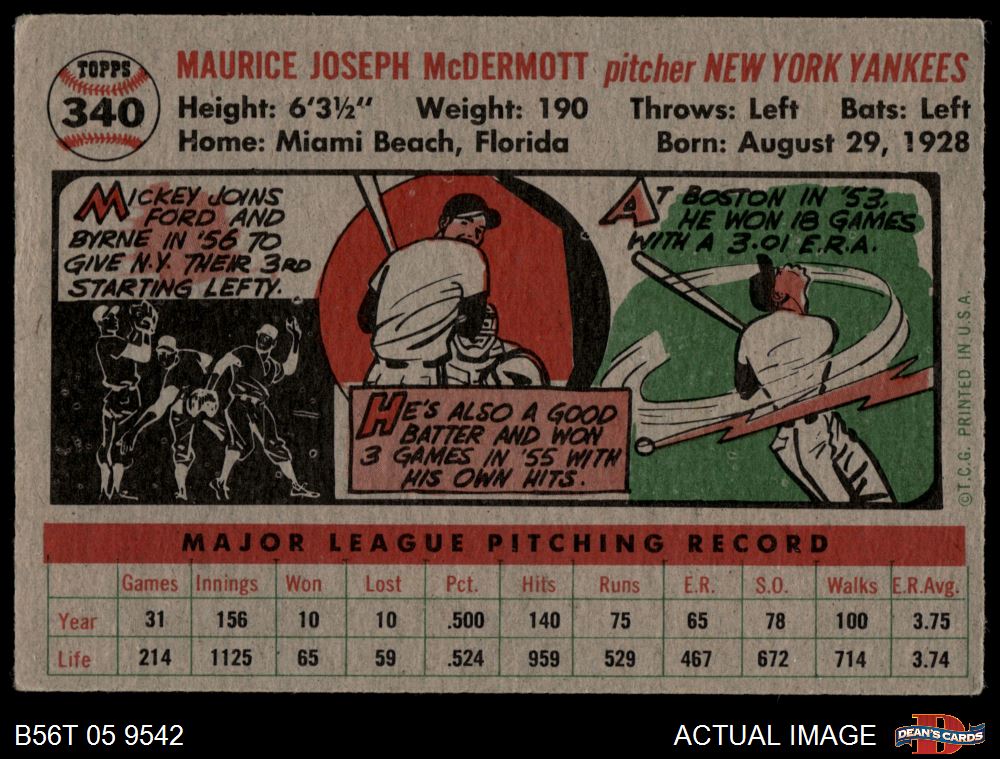 TOPPS
340
MAURICE JOSEPH McDERMOTT pitcher NEW YORK YANKEES
Height: 6'3½" Weight: 190 Throws: Left Bats: Left
Home: Miami Beach, Florida Born: August 29, 1928
MICKEY JOINS
FORD AND
BYRNE IN '56 TO
GIVE N.Y. THEIR 3RD
STARTING LEFTY.
HE'S ALSO A GOOD
BATTER AND WON
3 GAMES IN '55 WITH
HIS OWN HITS.
AT BOSTON IN '53,
HE WON 18 GAMES
WITH A 3.01 E.R.A.
©T.C.G. PRINTED IN U.S.A.
MAJOR LEAGUE PITCHING RECORD
Games Innings Won Lost Pct. Hits Runs E.R. S.O. Walks E.R.Avg.
Year 31 156 10 10 .500 140 75 65 78 100 3.75
Life 214 1125 65 59 .524 959 529 467 672 714 3.74
B56T 05 9542
ACTUAL IMAGE
D
DEAN'S CARDS